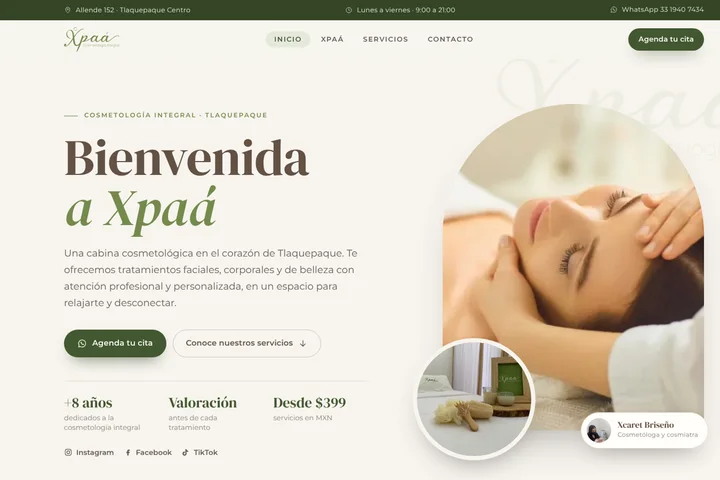 Allende 152 · Tlaquepaque Centro
Lunes a viernes · 9:00 a 21:00
WhatsApp 33 1940 7434
Xpaá
INICIO
XPAÁ
SERVICIOS
CONTACTO
Agenda tu cita
COSMETOLOGÍA INTEGRAL · TLAQUEPAQUE
Bienvenida
a Xpaá
Una cabina cosmetológica en el corazón de Tlaquepaque. Te
ofrecemos tratamientos faciales, corporales y de belleza con
atención profesional y personalizada, en un espacio para
relajarte y desconectar.
Agenda tu cita
Conoce nuestros servicios
+8 años
dedicados a la
cosmetología integral
Valoración
antes de cada
tratamiento
Desde $399
servicios en MXN
Instagram
Facebook
TikTok
Xcaret Briseño
Cosmetóloga y cosmiatra